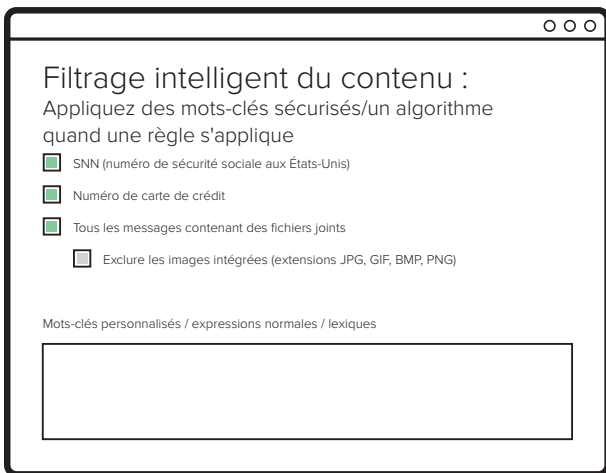 Filtrage intelligent du contenu :
Appliquez des mots-clés sécurisés/un algorithme
quand une règle s'applique
SNN (numéro de sécurité sociale aux États-Unis)
Numéro de carte de crédit
Tous les messages contenant des fichiers joints
Exclure les images intégrées (extensions JPG, GIF, BMP, PNG)
Mots-clés personnalisés / expressions normales / lexiques